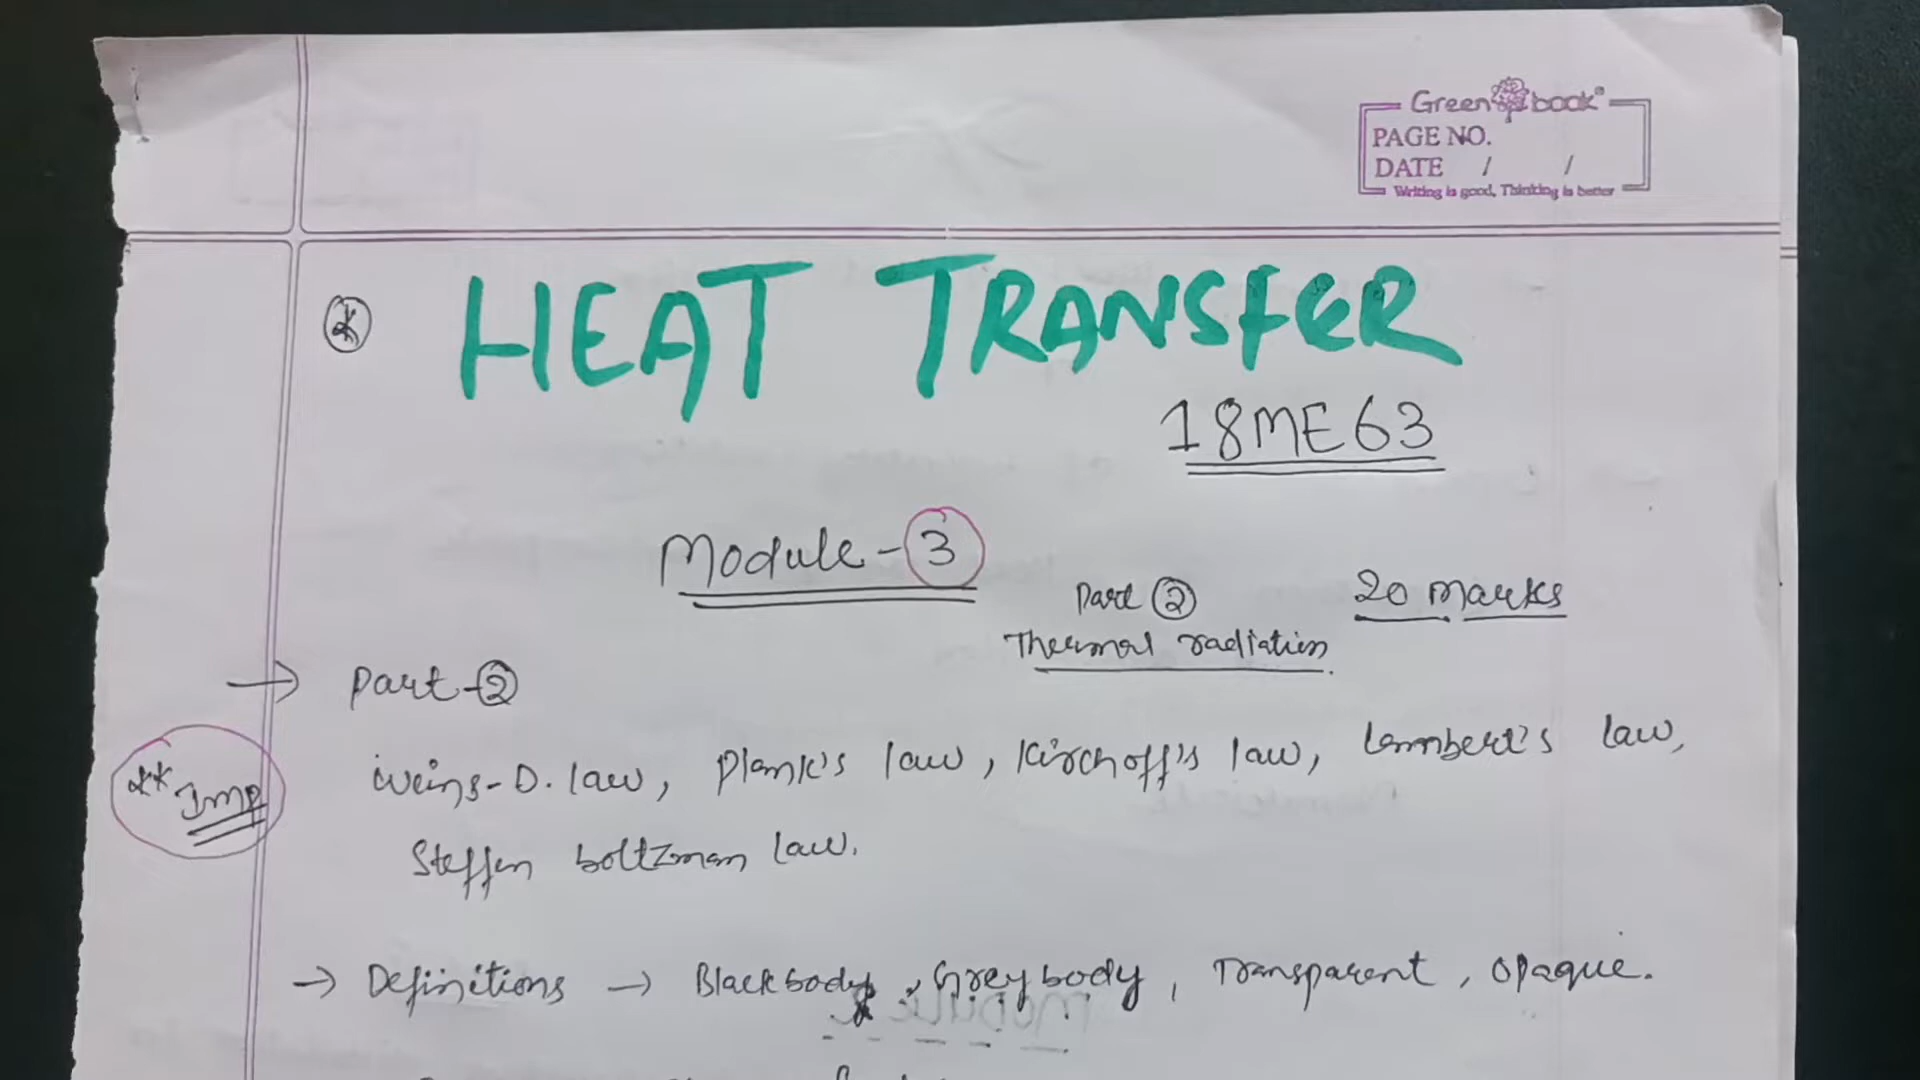 Green book®
PAGE NO.
DATE / /
Writing is good, Thinking is better
HEAT TRANSFER
18ME63
Module-3
Part 2
20 Marks
Thermal radiation.
→ Part-2
** Imp
Weins-D. law, Plank's law, Kirchoff's law, Lambert's law,
Steffen boltzman law.
→ Definitions → Blackbody, Grey body, Transparent, Opaque.